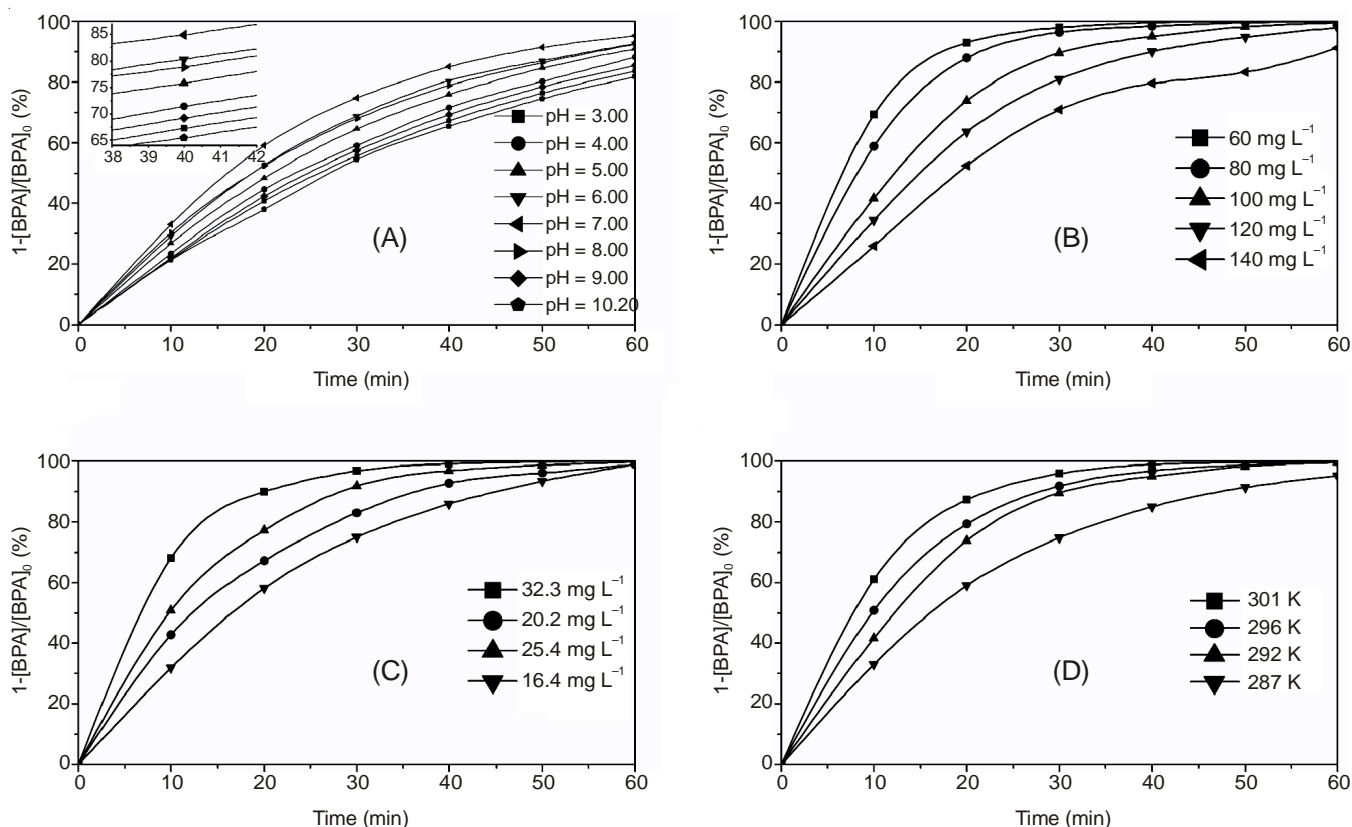 100
80
60
40
20
0
1-[BPA]/[BPA]0 (%)
85
80
75
70
65
38 39 40 41 42
pH = 3.00
pH = 4.00
pH = 5.00
pH = 6.00
pH = 7.00
pH = 8.00
pH = 9.00
pH = 10.20
(A)
0 10 20 30 40 50 60
Time (min)
100
80
60
40
20
0
1-[BPA]/[BPA]0 (%)
60 mg L−1
80 mg L−1
100 mg L−1
120 mg L−1
140 mg L−1
(B)
0 10 20 30 40 50 60
Time (min)
100
80
60
40
20
0
1-[BPA]/[BPA]0 (%)
32.3 mg L−1
20.2 mg L−1
25.4 mg L−1
16.4 mg L−1
(C)
0 10 20 30 40 50 60
Time (min)
100
80
60
40
20
0
1-[BPA]/[BPA]0 (%)
301 K
296 K
292 K
287 K
(D)
0 10 20 30 40 50 60
Time (min)